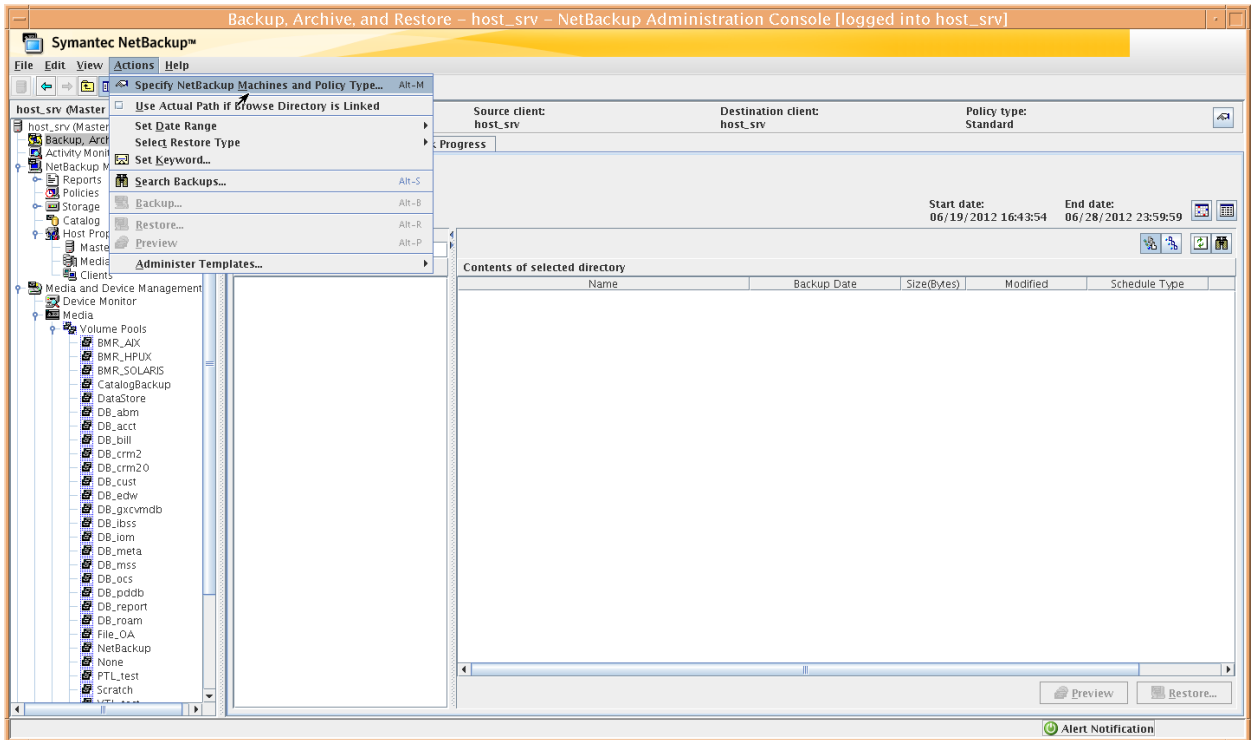 Backup, Archive, and Restore – host_srv – NetBackup Administration Console [logged into host_srv]
Symantec NetBackup™
File Edit View Actions Help
Specify NetBackup Machines and Policy Type... Alt-M
Use Actual Path if Browse Directory is Linked
Set Date Range
Select Restore Type
Set Keyword...
Search Backups... Alt-S
Backup... Alt-B
Restore... Alt-R
Preview Alt-P
Administer Templates...
host_srv (Master
host_srv (Master
Backup, Arch
Activity Monit
NetBackup M
Reports
Policies
Storage
Catalog
Host Prop
Maste
Media
Clients
Media and Device Management
Device Monitor
Media
Volume Pools
BMR_AIX
BMR_HPUX
BMR_SOLARIS
CatalogBackup
DataStore
DB_abm
DB_acct
DB_bill
DB_crm2
DB_crm20
DB_cust
DB_edw
DB_gxcvmdb
DB_ibss
DB_iom
DB_meta
DB_mss
DB_ocs
DB_pddb
DB_report
DB_roam
File_OA
NetBackup
None
PTL_test
Scratch
Source client: Destination client: Policy type:
host_srv host_srv Standard
Progress
Start date: End date:
06/19/2012 16:43:54 06/28/2012 23:59:59
Contents of selected directory
Name Backup Date Size(Bytes) Modified Schedule Type
Preview Restore...
Alert Notification